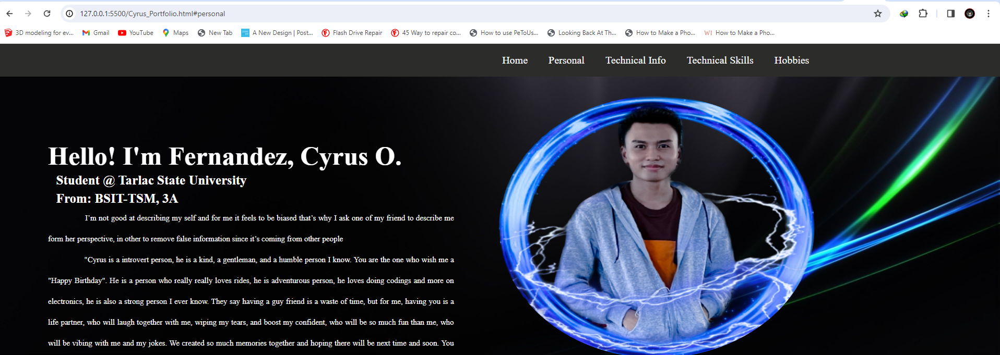 127.0.0.1:5500/Cyrus_Portfolio.html#personal
3D modeling for ev... Gmail YouTube Maps New Tab A New Design | Post... Flash Drive Repair 45 Way to repair co... How to use PeToUs... Looking Back At Th... How to Make a Pho... WI How to Make a Pho...
Home Personal Technical Info Technical Skills Hobbies
Hello! I'm Fernandez, Cyrus O.
Student @ Tarlac State University
From: BSIT-TSM, 3A
I’m not good at describing my self and for me it feels to be biased that’s why I ask one of my friend to describe me
form her perspective, in other to remove false information since it’s coming from other people
"Cyrus is a introvert person, he is a kind, a gentleman, and a humble person I know. You are the one who wish me a
"Happy Birthday". He is a person who really really loves rides, he is adventurous person, he loves doing codings and more on
electronics, he is also a strong person I ever know. They say having a guy friend is a waste of time, but for me, having you is a
life partner, who will laugh together with me, wiping my tears, and boost my confident, who will be so much fun than me, who
will be vibing with me and my jokes. We created so much memories together and hoping there will be next time and soon. You